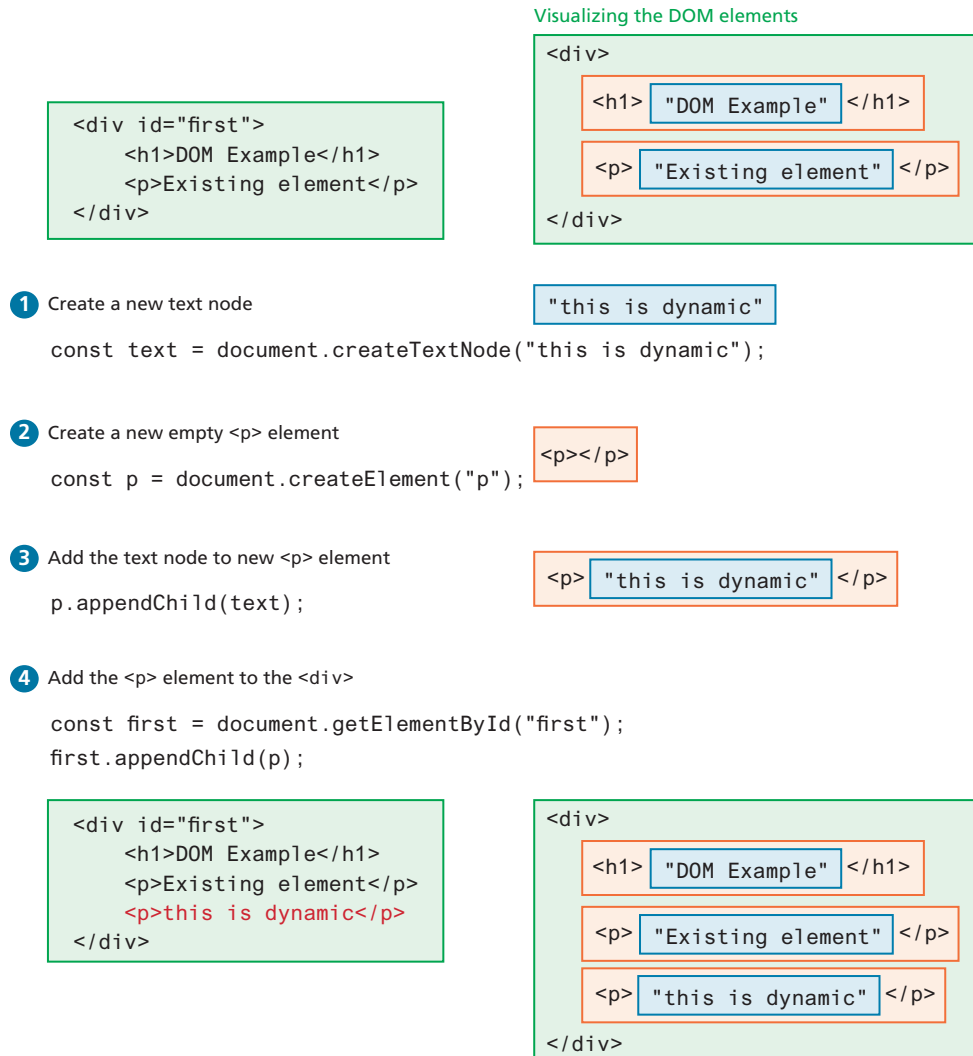 Visualizing the DOM elements
<div id="first">
<h1>DOM Example</h1>
<p>Existing element</p>
</div>
<div>
<h1> "DOM Example" </h1>
<p> "Existing element" </p>
</div>
1 Create a new text node
"this is dynamic"
const text = document.createTextNode("this is dynamic");
2 Create a new empty <p> element
const p = document.createElement("p");
<p></p>
3 Add the text node to new <p> element
p.appendChild(text);
<p> "this is dynamic" </p>
4 Add the <p> element to the <div>
const first = document.getElementById("first");
first.appendChild(p);
<div id="first">
<h1>DOM Example</h1>
<p>Existing element</p>
<p>this is dynamic</p>
</div>
<div>
<h1> "DOM Example" </h1>
<p> "Existing element" </p>
<p> "this is dynamic" </p>
</div>